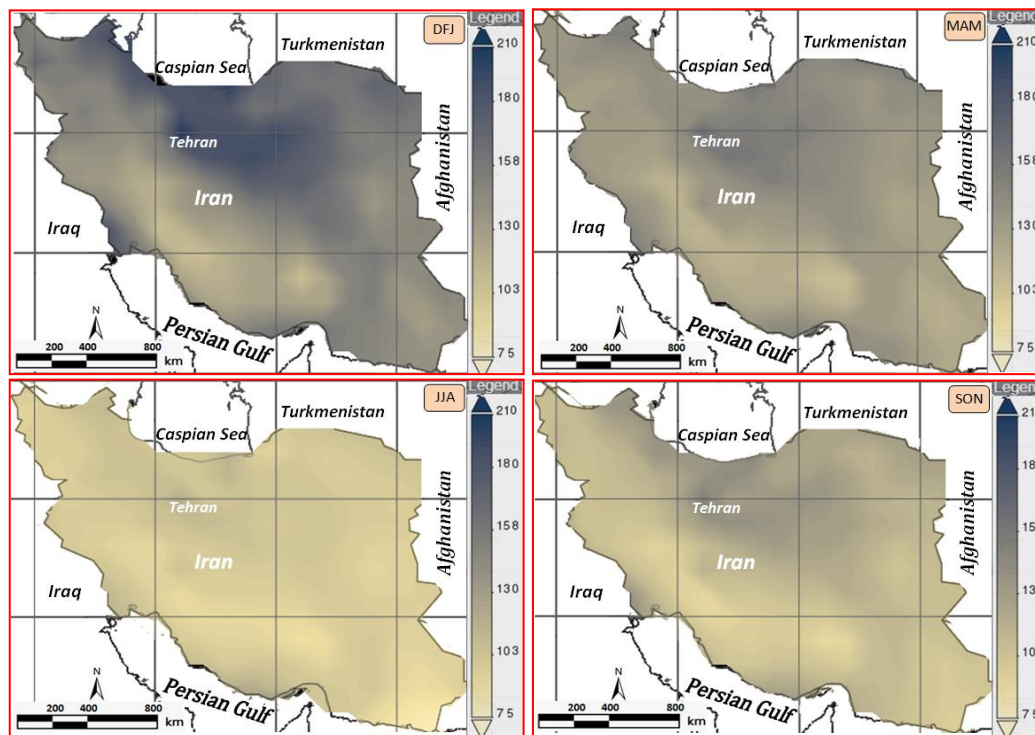 Legend
DFJ
210
Turkmenistan
Caspian Sea
180
Tehran
158
Afghanistan
Iran
130
Iraq
103
N
Persian Gulf
75
200 400 800
km
Legend
MAM
210
Turkmenistan
Caspian Sea
180
Tehran
158
Afghanistan
Iran
130
Iraq
103
N
Persian Gulf
75
200 400 800
km
Legend
JJA
210
Turkmenistan
Caspian Sea
180
Tehran
158
Afghanistan
Iran
130
Iraq
103
N
Persian Gulf
75
200 400 800
km
Legend
SON
Turkmenistan
Caspian Sea
Tehran
Afghanistan
Iran
Iraq
N
Persian Gulf
75
200 400 800
km